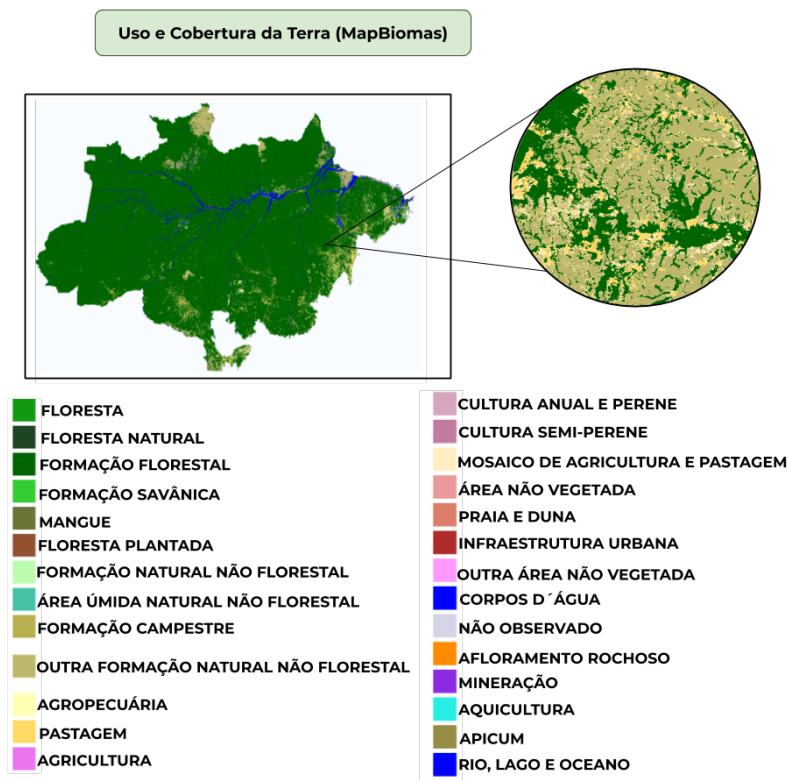 Uso e Cobertura da Terra (MapBiomas)
FLORESTA
FLORESTA NATURAL
FORMAÇÃO FLORESTAL
FORMAÇÃO SAVÂNICA
MANGUE
FLORESTA PLANTADA
FORMAÇÃO NATURAL NÃO FLORESTAL
ÁREA ÚMIDA NATURAL NÃO FLORESTAL
FORMAÇÃO CAMPESTRE
OUTRA FORMAÇÃO NATURAL NÃO FLORESTAL
AGROPECUÁRIA
PASTAGEM
AGRICULTURA
CULTURA ANUAL E PERENE
CULTURA SEMI-PERENE
MOSAICO DE AGRICULTURA E PASTAGEM
ÁREA NÃO VEGETADA
PRAIA E DUNA
INFRAESTRUTURA URBANA
OUTRA ÁREA NÃO VEGETADA
CORPOS D´ÁGUA
NÃO OBSERVADO
AFLORAMENTO ROCHOSO
MINERAÇÃO
AQUICULTURA
APICUM
RIO, LAGO E OCEANO